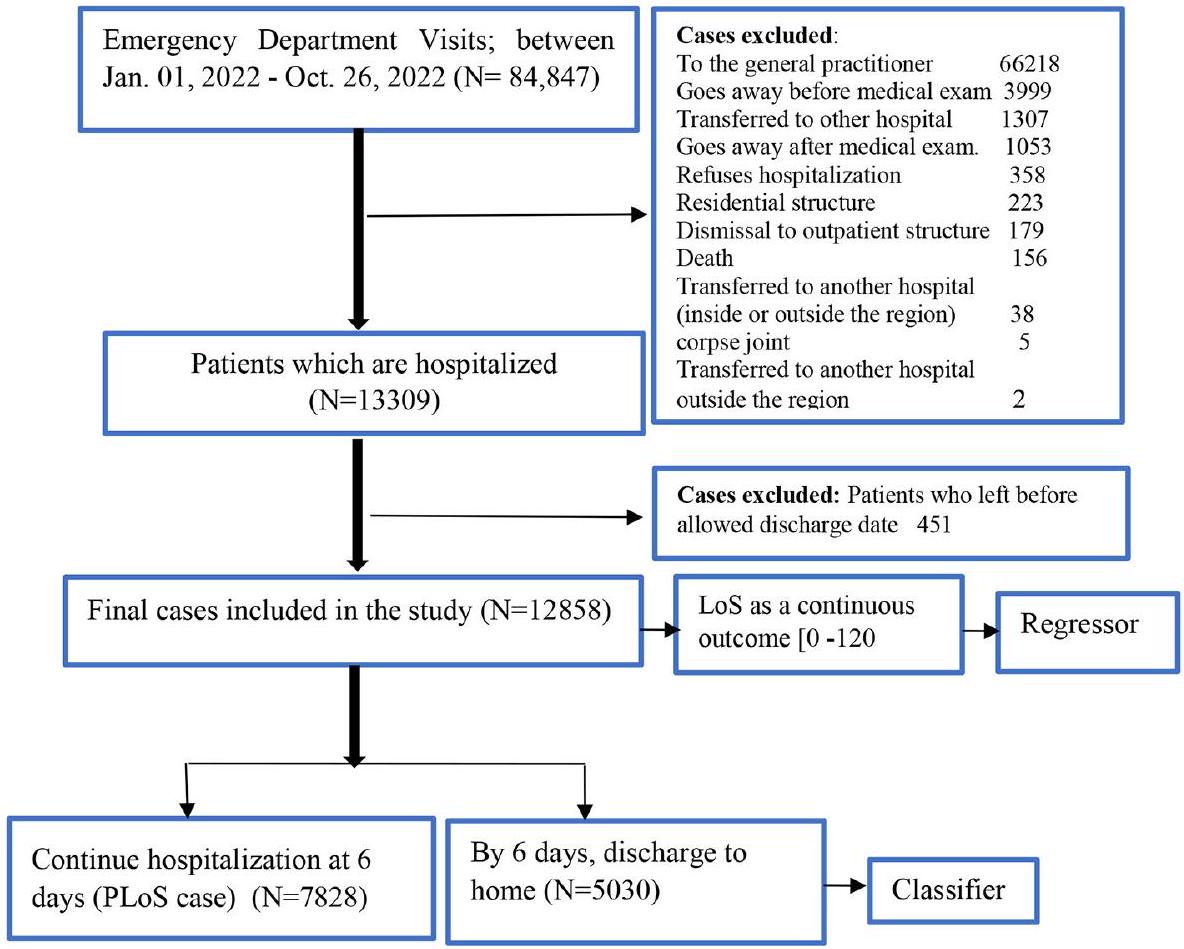 Emergency Department Visits; between
Jan. 01, 2022 - Oct. 26, 2022 (N= 84,847)
Cases excluded:
To the general practitioner 66218
Goes away before medical exam 3999
Transferred to other hospital 1307
Goes away after medical exam. 1053
Refuses hospitalization 358
Residential structure 223
Dismissal to outpatient structure 179
Death 156
Transferred to another hospital
(inside or outside the region) 38
corpse joint 5
Transferred to another hospital
outside the region 2
Patients which are hospitalized
(N=13309)
Cases excluded: Patients who left before
allowed discharge date 451
Final cases included in the study (N=12858)
LoS as a continuous
outcome [0 -120
Regressor
Continue hospitalization at 6
days (PLoS case) (N=7828)
By 6 days, discharge to
home (N=5030)
Classifier